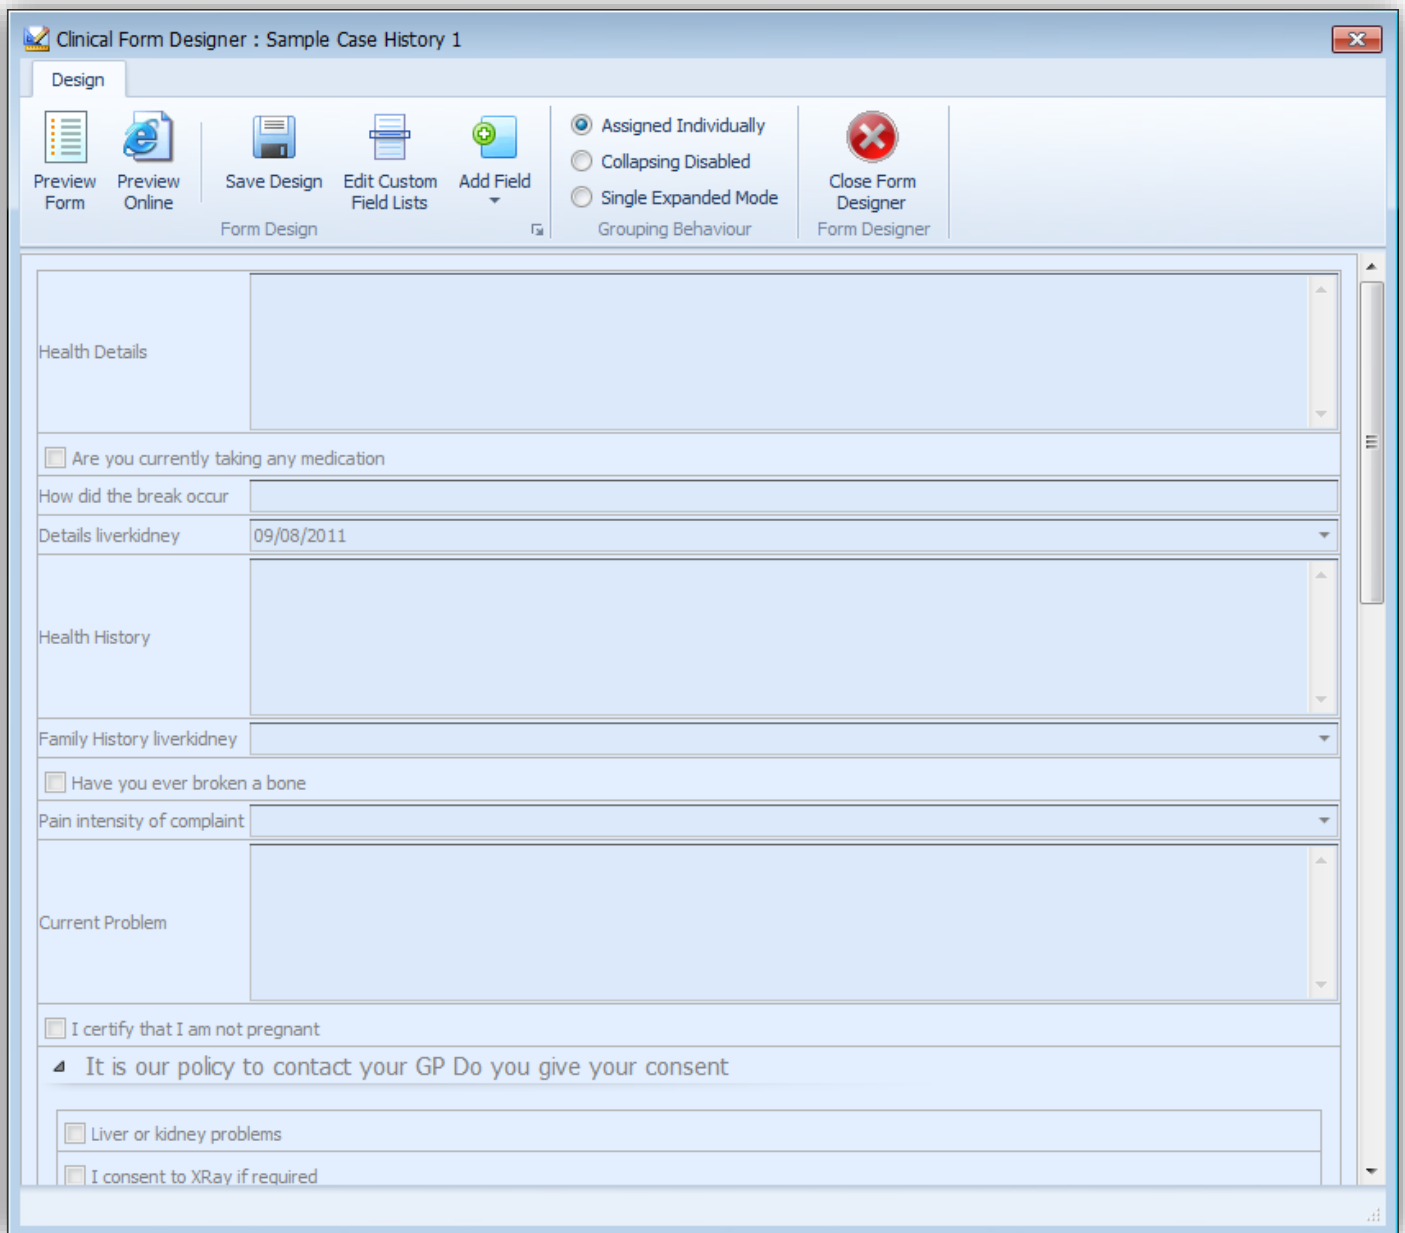 Clinical Form Designer : Sample Case History 1
Design
Preview Form
Preview Online
Save Design
Edit Custom Field Lists
Add Field
Form Design
Assigned Individually
Collapsing Disabled
Single Expanded Mode
Grouping Behaviour
Close Form Designer
Form Designer
Health Details
Are you currently taking any medication
How did the break occur
Details liverkidney 09/08/2011
Health History
Family History liverkidney
Have you ever broken a bone
Pain intensity of complaint
Current Problem
I certify that I am not pregnant
It is our policy to contact your GP Do you give your consent
Liver or kidney problems
I consent to XRay if required